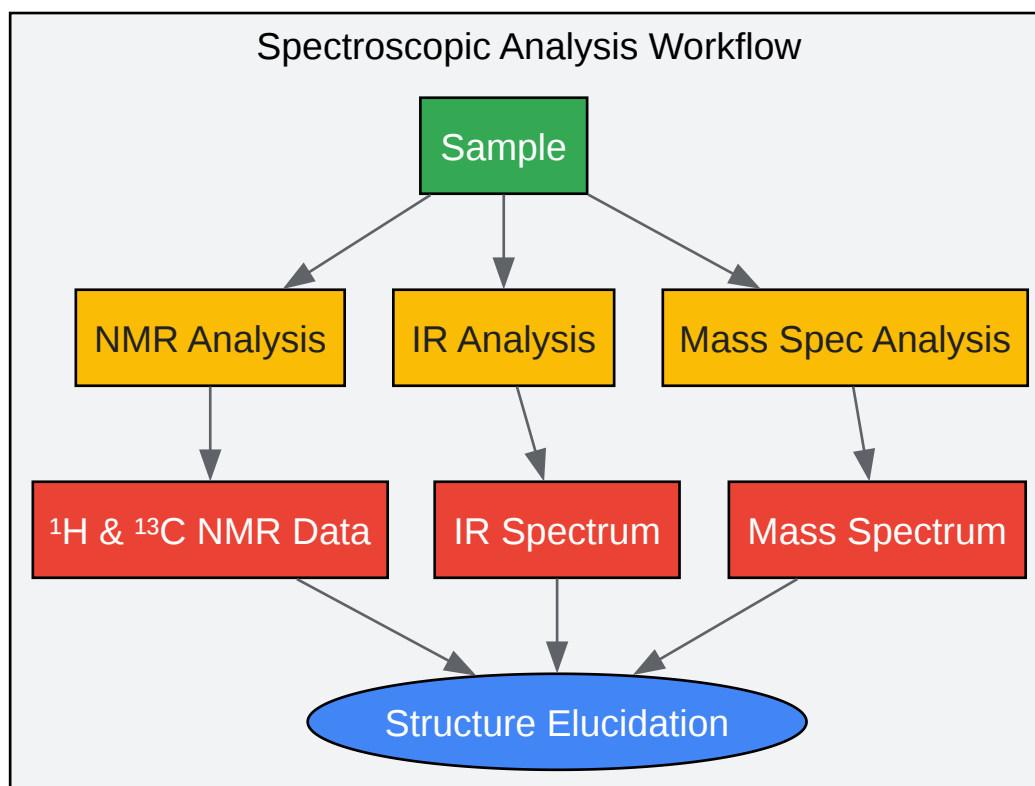 Spectroscopic Analysis Workflow
Sample
NMR Analysis
IR Analysis
Mass Spec Analysis
¹H & ¹³C NMR Data
IR Spectrum
Mass Spectrum
Structure Elucidation